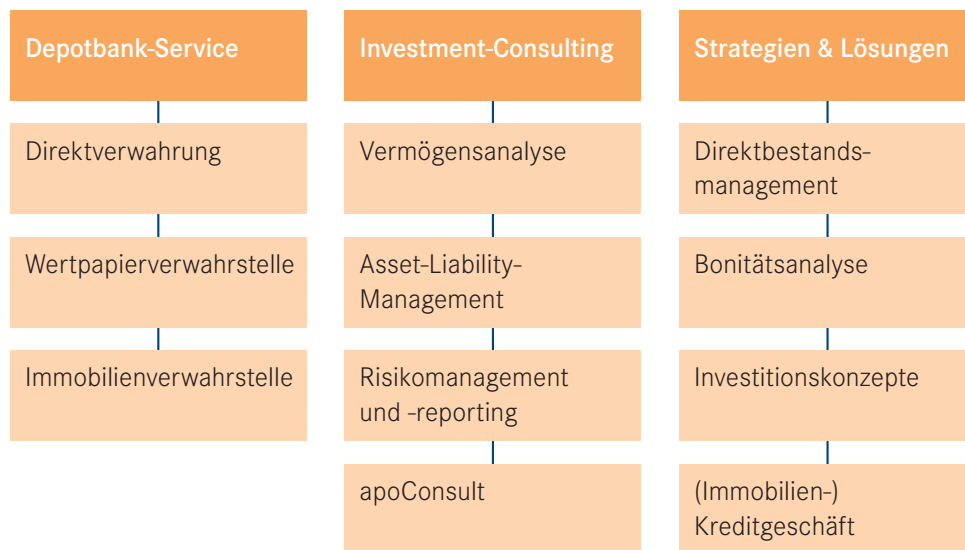 Depotbank-Service
Direktverwahrung
Wertpapierverwahrstelle
Immobilienverwahrstelle
Investment-Consulting
Vermögensanalyse
Asset-Liability-
Management
Risikomanagement
und -reporting
apoConsult
Strategien & Lösungen
Direktbestands-
management
Bonitätsanalyse
Investitionskonzepte
(Immobilien-)
Kreditgeschäft